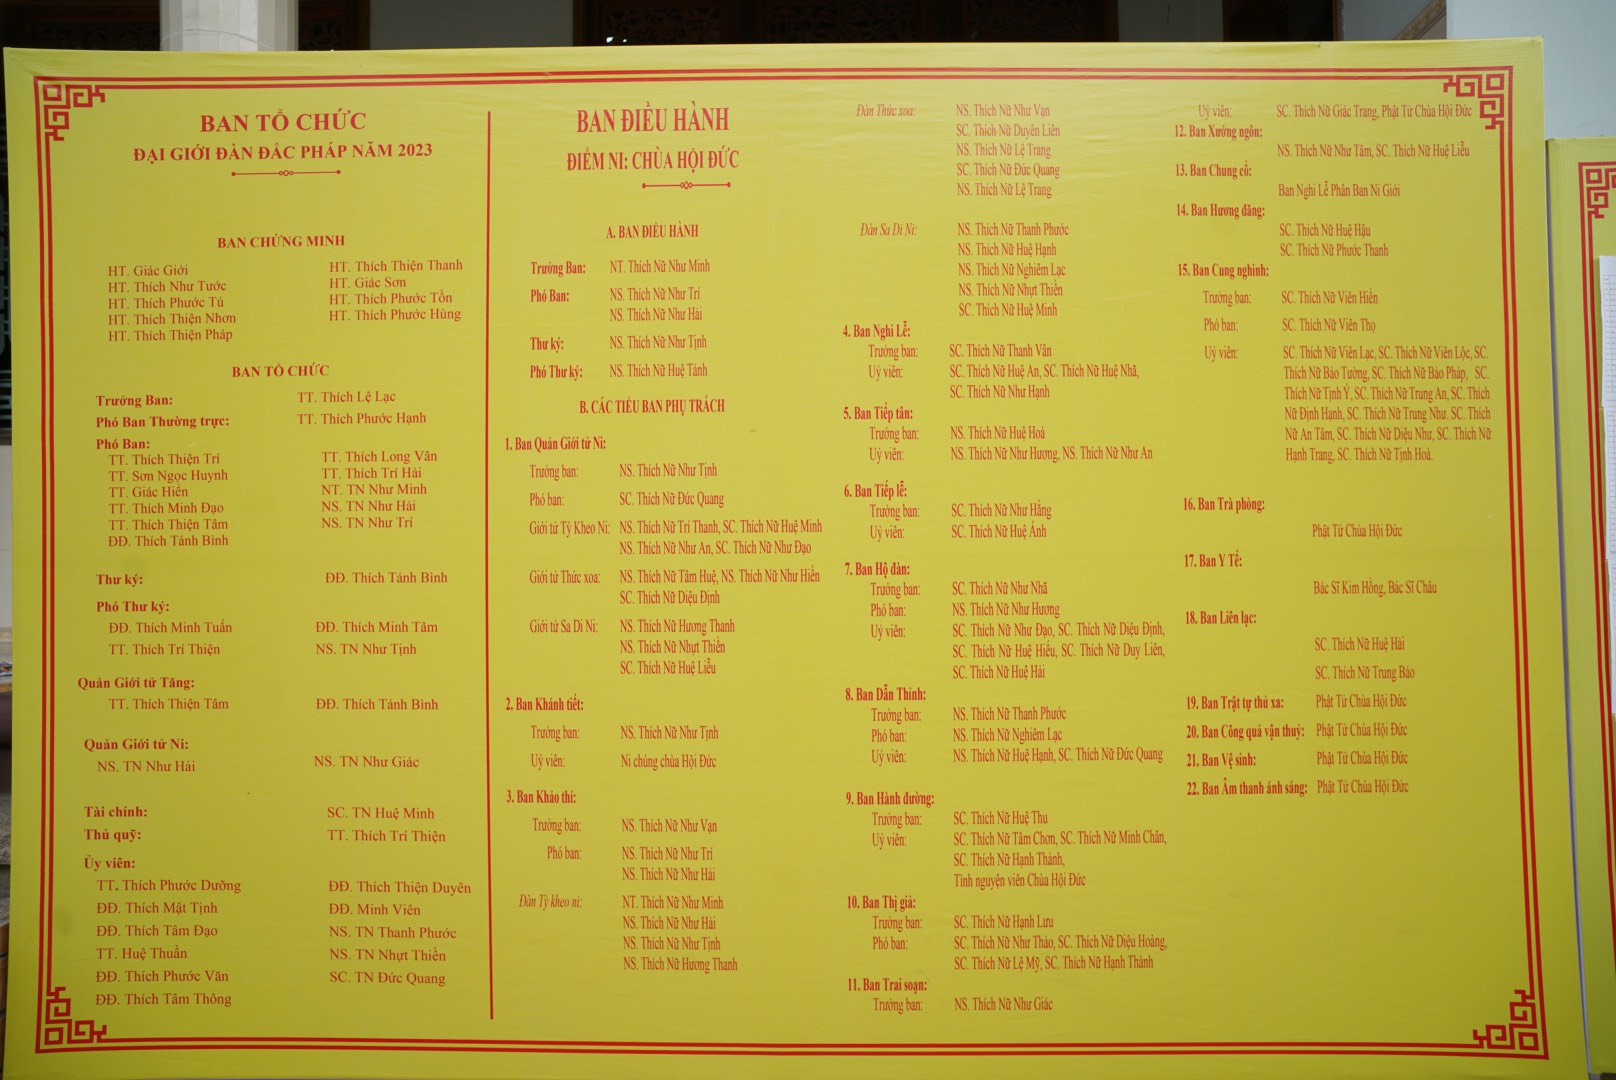 BAN TỔ CHỨC
ĐẠI GIỚI ĐÀN ĐẮC PHÁP NĂM 2023
BAN CHỨNG MINH
HT. Giác Giới
HT. Thích Như Tước
HT. Thích Phước Tú
HT. Thích Thiện Nhơn
HT. Thích Thiện Pháp
HT. Thích Thiện Thanh
HT. Giác Sơn
HT. Thích Phước Tồn
HT. Thích Phước Hùng
BAN TỔ CHỨC
Trưởng Ban: TT. Thích Lệ Lạc
Phó Ban Thường trực: TT. Thích Phước Hạnh
Phó Ban:
TT. Thích Thiện Trí
TT. Sơn Ngọc Huynh
TT. Giác Hiền
TT. Thích Minh Đạo
TT. Thích Thiện Tâm
ĐĐ. Thích Tánh Bình
TT. Thích Long Vân
TT. Thích Trí Hải
NT. TN Như Minh
NS. TN Như Hải
NS. TN Như Trí
Thư ký: ĐĐ. Thích Tánh Bình
Phó Thư ký:
ĐĐ. Thích Minh Tuấn ĐĐ. Thích Minh Tâm
TT. Thích Trí Thiện NS. TN Như Tịnh
Quản Giới tử Tăng:
TT. Thích Thiện Tâm ĐĐ. Thích Tánh Bình
Quản Giới tử Ni:
NS. TN Như Hải NS. TN Như Giác
Tài chính: SC. TN Huệ Minh
Thủ quỹ: TT. Thích Trí Thiện
Ủy viên:
TT. Thích Phước Dưỡng ĐĐ. Thích Thiện Duyên
ĐĐ. Thích Mật Tịnh ĐĐ. Minh Viên
ĐĐ. Thích Tâm Đạo NS. TN Thanh Phước
TT. Huệ Thuần NS. TN Nhựt Thiền
ĐĐ. Thích Phước Văn SC. TN Đức Quang
ĐĐ. Thích Tâm Thông
BAN ĐIỀU HÀNH
ĐIỂM NI: CHÙA HỘI ĐỨC
A. BAN ĐIỀU HÀNH
Trưởng Ban: NT. Thích Nữ Như Minh
Phó Ban: NS. Thích Nữ Như Trí
NS. Thích Nữ Như Hải
Thư ký: NS. Thích Nữ Như Tịnh
Phó Thư ký: NS. Thích Nữ Huệ Tánh
B. CÁC TIỂU BAN PHỤ TRÁCH
1. Ban Quản Giới tử Ni:
Trưởng ban: NS. Thích Nữ Như Tịnh
Phó ban: SC. Thích Nữ Đức Quang
Giới tử Tỳ Kheo Ni: NS. Thích Nữ Trí Thanh, SC. Thích Nữ Huệ Minh
NS. Thích Nữ Như An, SC. Thích Nữ Như Đạo
Giới tử Thức xoa: NS. Thích Nữ Tâm Huệ, NS. Thích Nữ Như Hiền
SC. Thích Nữ Diệu Định
Giới tử Sa Di Ni: NS. Thích Nữ Hương Thanh
NS. Thích Nữ Nhựt Thiền
SC. Thích Nữ Huệ Liễu
2. Ban Khánh tiết:
Trưởng ban: NS. Thích Nữ Như Tịnh
Uỷ viên: Ni chúng chùa Hội Đức
3. Ban Khảo thí:
Trưởng ban: NS. Thích Nữ Như Vạn
Phó ban: NS. Thích Nữ Như Trí
NS. Thích Nữ Như Hải
Đàn Tỳ kheo ni: NT. Thích Nữ Như Minh
NS. Thích Nữ Như Hải
NS. Thích Nữ Như Tịnh
NS. Thích Nữ Hương Thanh
Đàn Thức xoa: NS. Thích Nữ Như Vạn
SC. Thích Nữ Duyên Liên
NS. Thích Nữ Lệ Trang
SC. Thích Nữ Đức Quang
NS. Thích Nữ Lệ Trang
Đàn Sa Di Ni: NS. Thích Nữ Thanh Phước
NS. Thích Nữ Huệ Hạnh
NS. Thích Nữ Nghiêm Lạc
NS. Thích Nữ Nhựt Thiền
SC. Thích Nữ Huệ Minh
4. Ban Nghi Lễ:
Trưởng ban: SC. Thích Nữ Thanh Vân
Uỷ viên: SC. Thích Nữ Huệ An, SC. Thích Nữ Huệ Nhã,
SC. Thích Nữ Như Hạnh
5. Ban Tiếp tân:
Trưởng ban: NS. Thích Nữ Huệ Hoà
Uỷ viên: NS. Thích Nữ Như Hương, NS. Thích Nữ Như An
6. Ban Tiếp lễ:
Trưởng ban: SC. Thích Nữ Như Hằng
Uỷ viên: SC. Thích Nữ Huệ Ánh
7. Ban Hộ đàn:
Trưởng ban: SC. Thích Nữ Như Nhã
Phó ban: NS. Thích Nữ Như Hương
Uỷ viên: SC. Thích Nữ Như Đạo, SC. Thích Nữ Diệu Định,
SC. Thích Nữ Huệ Hiếu, SC. Thích Nữ Duy Liên,
SC. Thích Nữ Huệ Hải
8. Ban Dẫn Thỉnh:
Trưởng ban: NS. Thích Nữ Thanh Phước
Phó ban: NS. Thích Nữ Nghiêm Lạc
Uỷ viên: NS. Thích Nữ Huệ Hạnh, SC. Thích Nữ Đức Quang
9. Ban Hành đường:
Trưởng ban: SC. Thích Nữ Huệ Thu
Uỷ viên: SC. Thích Nữ Tâm Chơn, SC. Thích Nữ Minh Chân,
SC. Thích Nữ Hạnh Thành,
Tình nguyện viên Chùa Hội Đức
10. Ban Thị giả:
Trưởng ban: SC. Thích Nữ Hạnh Lưu
Phó ban: SC. Thích Nữ Như Thảo, SC. Thích Nữ Diệu Hoàng,
SC. Thích Nữ Lệ Mỹ, SC. Thích Nữ Hạnh Thành
11. Ban Trai soạn:
Trưởng ban: NS. Thích Nữ Như Giác
Uỷ viên: SC. Thích Nữ Giác Trang, Phật Tử Chùa Hội Đức
12. Ban Xướng ngôn:
NS. Thích Nữ Như Tâm, SC. Thích Nữ Huệ Liễu
13. Ban Chung cổ:
Ban Nghi Lễ Phân Ban Ni Giới
14. Ban Hương đăng:
SC. Thích Nữ Huệ Hậu
SC. Thích Nữ Phước Thanh
15. Ban Cung nghinh:
Trưởng ban: SC. Thích Nữ Viên Hiền
Phó ban: SC. Thích Nữ Viên Thọ
Uỷ viên: SC. Thích Nữ Viên Lạc, SC. Thích Nữ Viên Lộc, SC.
Thích Nữ Bảo Tường, SC. Thích Nữ Bảo Pháp, SC.
Thích Nữ Tịnh Ý, SC. Thích Nữ Trung An, SC. Thích
Nữ Định Hạnh, SC. Thích Nữ Trung Như. SC. Thích
Nữ An Tâm, SC. Thích Nữ Diệu Như, SC. Thích Nữ
Hạnh Trang, SC. Thích Nữ Tịnh Hoà.
16. Ban Trà phòng:
Phật Tử Chùa Hội Đức
17. Ban Y Tế:
Bác Sĩ Kim Hồng, Bác Sĩ Châu
18. Ban Liên lạc:
SC. Thích Nữ Huệ Hải
SC. Thích Nữ Trung Bảo
19. Ban Trật tự thủ xa: Phật Tử Chùa Hội Đức
20. Ban Công quả vận thuỷ: Phật Tử Chùa Hội Đức
21. Ban Vệ sinh: Phật Tử Chùa Hội Đức
22. Ban Âm thanh ánh sáng: Phật Tử Chùa Hội Đức